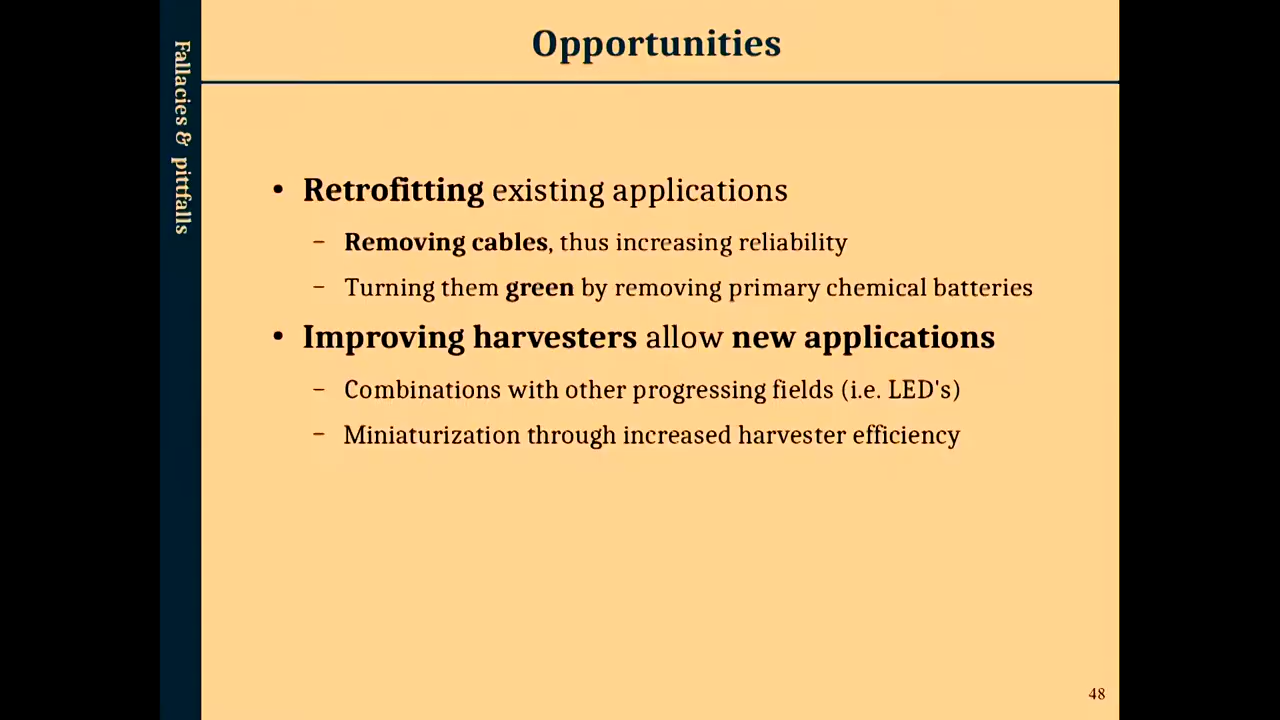 Opportunities
Fallacies & pittfalls
• Retrofitting existing applications
– Removing cables, thus increasing reliability
– Turning them green by removing primary chemical batteries
• Improving harvesters allow new applications
– Combinations with other progressing fields (i.e. LED's)
– Miniaturization through increased harvester efficiency
48